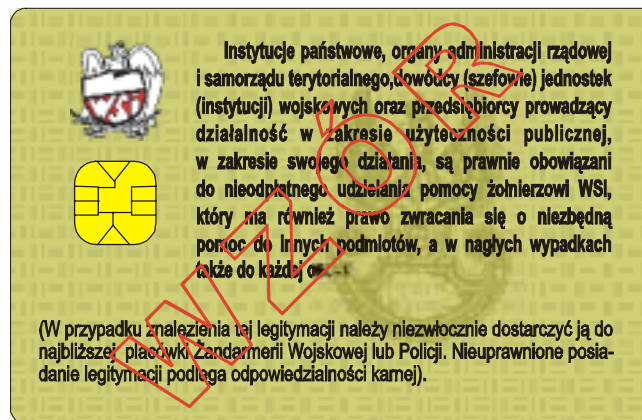 WSI
Instytucje państwowe, organy administracji rządowej
i samorządu terytorialnego,dowódcy (szefowie) jednostek
(instytucji) wojskowych oraz przedsiębiorcy prowadzący
działalność w zakresie użyteczności publicznej,
w zakresie swojego działania, są prawnie obowiązani
do nieodpłatnego udzielania pomocy żołnierzowi WSI,
który ma również prawo zwracania się o niezbędną
pomoc do innych podmiotów, a w nagłych wypadkach
także do każdej
(W przypadku znalezienia tej legitymacji należy niezwłocznie dostarczyć ją do
najbliższej placówki Żandarmerii Wojskowej lub Policji. Nieuprawnione posia-
danie legitymacji podlega odpowiedzialności karnej).
WZÓR